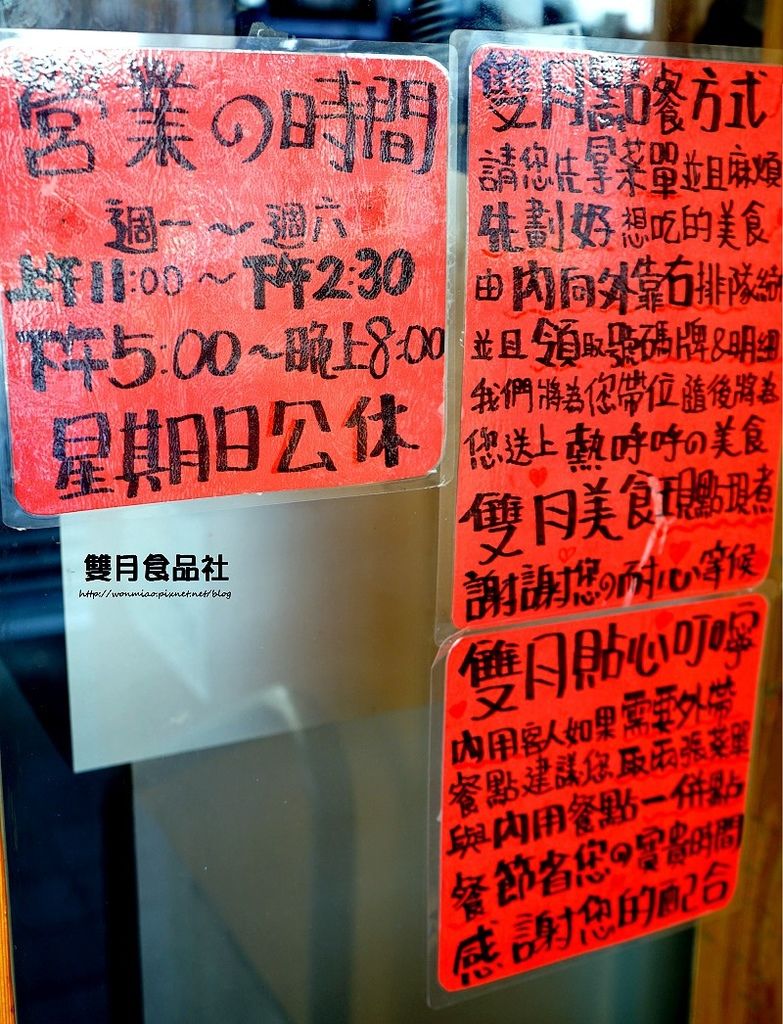 営業の時間
週一～週六
上午11:00～下午2:30
下午5:00～晚上8:00
星期日公休
雙月食品社
http://wonmiao.pixnet.net/blog
雙月點餐方式
請您先拿菜單並且麻煩
先劃好想吃的美食
由內向外靠右排隊結
並且領取號碼牌&明細
我們將為您帶位隨後將為
您送上熱呼呼の美食
雙月美食現點現煮
謝謝您の耐心等候
雙月貼心叮嚀
內用客人如果需要外帶
餐點建議您取兩張菜單
與內用餐點一併點
餐節省您の寶貴時間
感謝您的配合